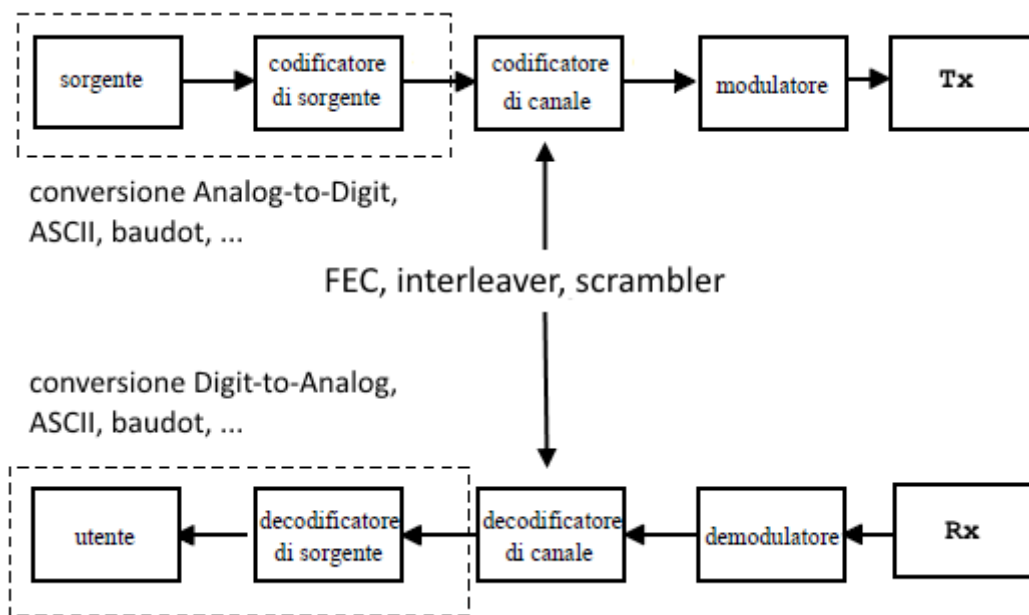 sorgente
codificatore
di sorgente
codificatore
di canale
modulatore
Tx
conversione Analog-to-Digit,
ASCII, baudot, ...
FEC, interleaver, scrambler
conversione Digit-to-Analog,
ASCII, baudot, ...
utente
decodificatore
di sorgente
decodificatore
di canale
demodulatore
Rx